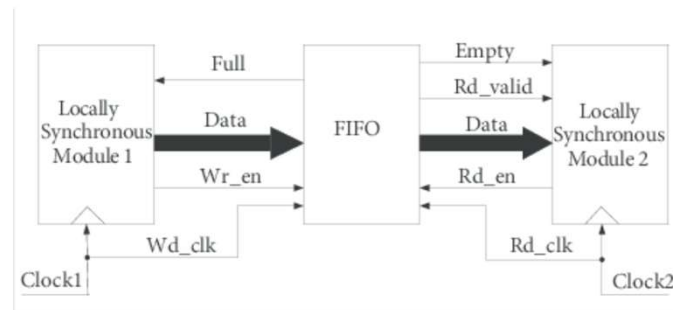 Full
Empty
Rd_valid
Locally
Synchronous
Module 1
Data
FIFO
Data
Locally
Synchronous
Module 2
Wr_en
Rd_en
Wd_clk
Rd_clk
Clock1
Clock2